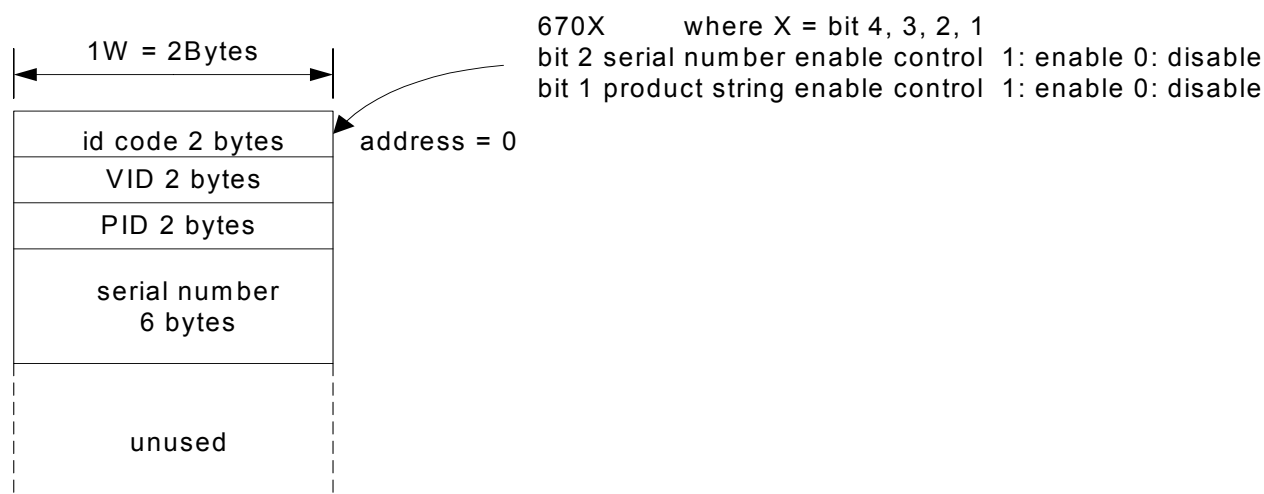 670X where X = bit 4, 3, 2, 1
1W = 2Bytes
bit 2 serial number enable control 1: enable 0: disable
bit 1 product string enable control 1: enable 0: disable
id code 2 bytes
address = 0
VID 2 bytes
PID 2 bytes
serial number
6 bytes
unused